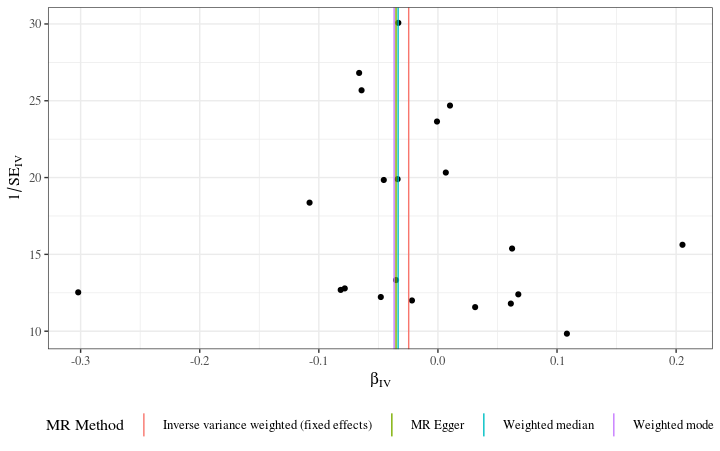 30
25
20
15
10
1/SE_IV
-0.3 -0.2 -0.1 0.0 0.1 0.2
β_IV
MR Method Inverse variance weighted (fixed effects) MR Egger Weighted median Weighted mode